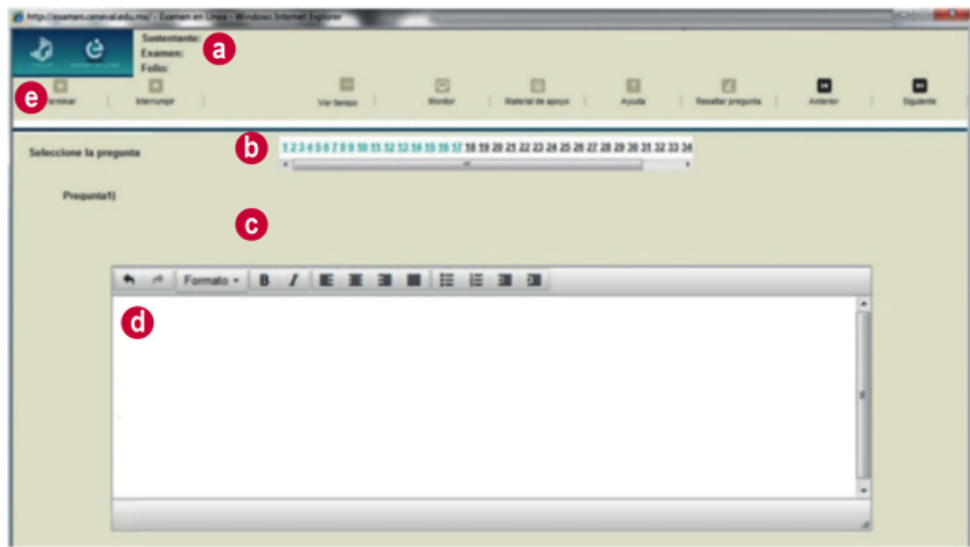 http://examen.ceneval.edu.mx/ - Examen en Línea - Windows Internet Explorer
Sustentante:
a
Examen:
Folio:
e
Terminar
Interrumpir
Ver tiempo
Monitor
Material de apoyo
Ayuda
Resaltar pregunta
Anterior
Siguiente
Seleccione la pregunta
b
1 2 3 4 5 6 7 8 9 10 11 12 13 14 15 16 17 18 19 20 21 22 23 24 25 26 27 28 29 30 31 32 33 34
Pregunta1)
c
Formato
B I
d